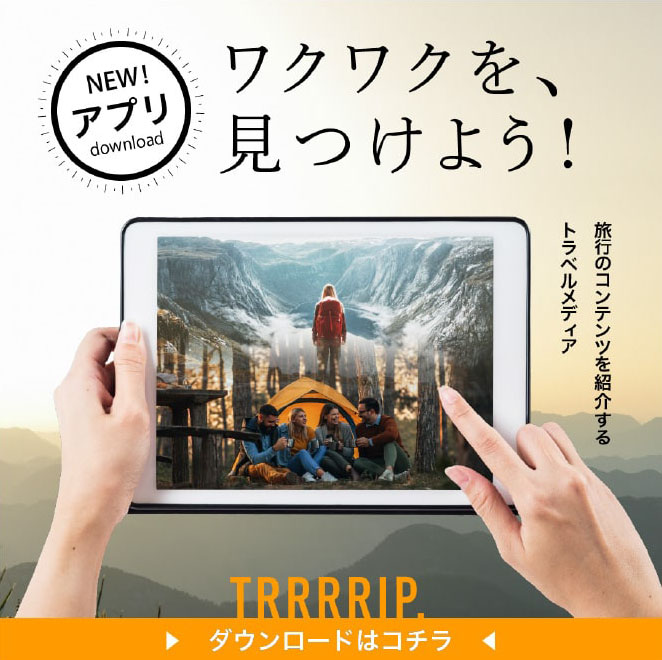 NEW!
アプリ
download
ワクワクを、
見つけよう!
旅行のコンテンツを紹介する
トラベルメディア
TRRRRIP.
▶ ダウンロードはコチラ ◀